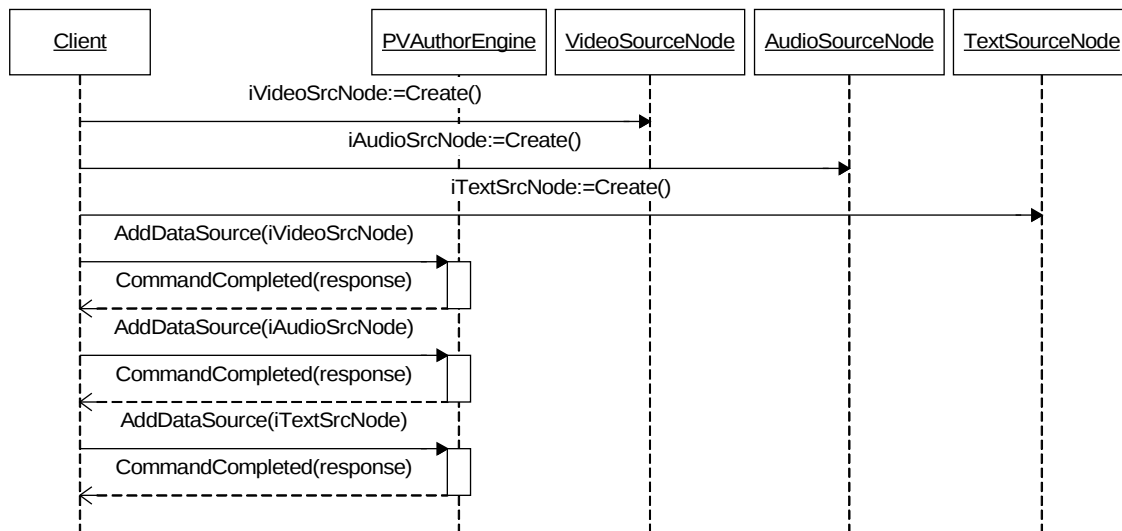 Client
PVAuthorEngine
VideoSourceNode
AudioSourceNode
TextSourceNode
iVideoSrcNode:=Create()
iAudioSrcNode:=Create()
iTextSrcNode:=Create()
AddDataSource(iVideoSrcNode)
CommandCompleted(response)
AddDataSource(iAudioSrcNode)
CommandCompleted(response)
AddDataSource(iTextSrcNode)
CommandCompleted(response)